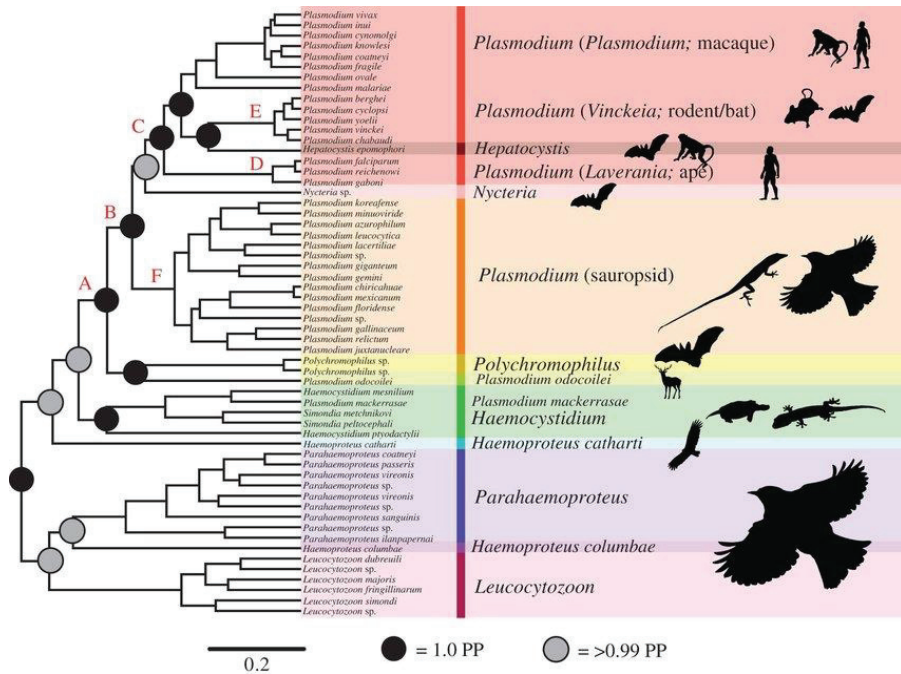 Plasmodium vivax
Plasmodium inui
Plasmodium cynomolgi
Plasmodium knowlesi
Plasmodium coatneyi
Plasmodium fragile
Plasmodium ovale
Plasmodium malariae
Plasmodium berghei
Plasmodium cyclopsi
Plasmodium yoelii
Plasmodium vinckei
Plasmodium chabaudi
Hepatocystis epomophori
Plasmodium falciparum
Plasmodium reichenowi
Plasmodium gaboni
Nycteria sp.
Plasmodium koreafense
Plasmodium minuoviride
Plasmodium azurophilum
Plasmodium leucocytica
Plasmodium lacertiliae
Plasmodium sp.
Plasmodium giganteum
Plasmodium gemini
Plasmodium chiricahuae
Plasmodium mexicanum
Plasmodium floridense
Plasmodium sp.
Plasmodium gallinaceum
Plasmodium relictum
Plasmodium juxtanucleare
Polychromophilus sp.
Polychromophilus sp.
Plasmodium odocoilei
Haemocystidium mesnilium
Plasmodium mackerrasae
Simondia metchnikovi
Simondia peltocephali
Haemocystidium ptyodactylii
Haemoproteus catharti
Parahaemoproteus coatneyi
Parahaemoproteus passeris
Parahaemoproteus vireonis
Parahaemoproteus sp.
Parahaemoproteus vireonis
Parahaemoproteus sp.
Parahaemoproteus sanguinis
Parahaemoproteus sp.
Parahaemoproteus ilanpapernai
Haemoproteus columbae
Leucocytozoon dubreuili
Leucocytozoon sp.
Leucocytozoon majoris
Leucocytozoon fringillinarum
Leucocytozoon simondi
Leucocytozoon sp.
E
C
D
B
F
A
Plasmodium (Plasmodium; macaque)
Plasmodium (Vinckeia; rodent/bat)
Hepatocystis
Plasmodium (Laverania; ape)
Nycteria
Plasmodium (sauropsid)
Polychromophilus
Plasmodium odocoilei
Plasmodium mackerrasae
Haemocystidium
Haemoproteus catharti
Parahaemoproteus
Haemoproteus columbae
Leucocytozoon
0.2
= 1.0 PP
= >0.99 PP